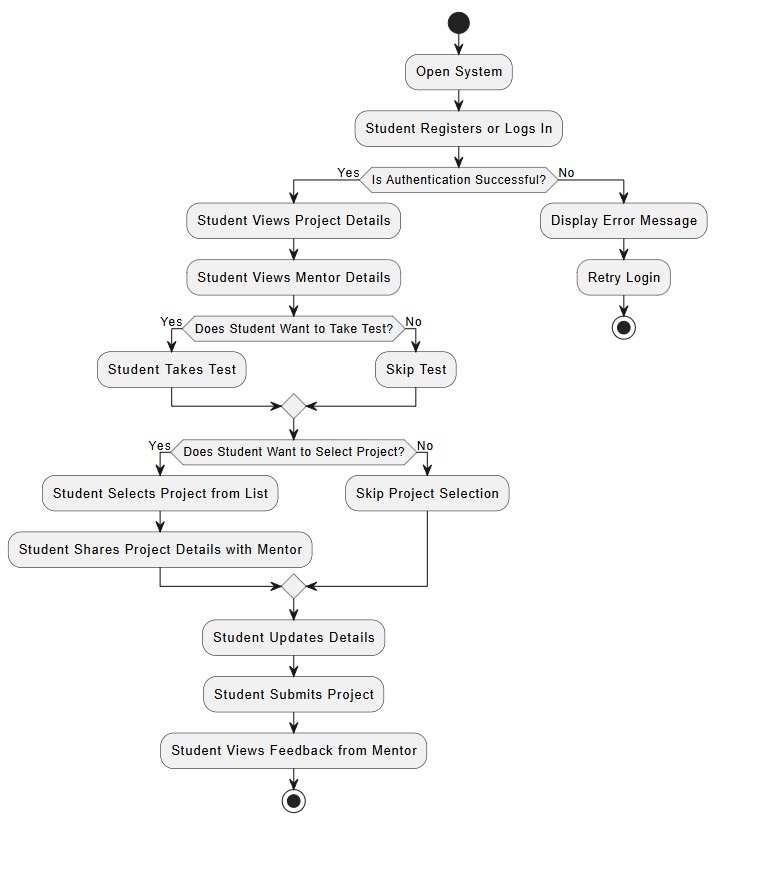 Open System
Student Registers or Logs In
Yes
Is Authentication Successful?
No
Student Views Project Details
Display Error Message
Student Views Mentor Details
Retry Login
Yes
Does Student Want to Take Test?
No
Student Takes Test
Skip Test
Yes
Does Student Want to Select Project?
No
Student Selects Project from List
Skip Project Selection
Student Shares Project Details with Mentor
Student Updates Details
Student Submits Project
Student Views Feedback from Mentor